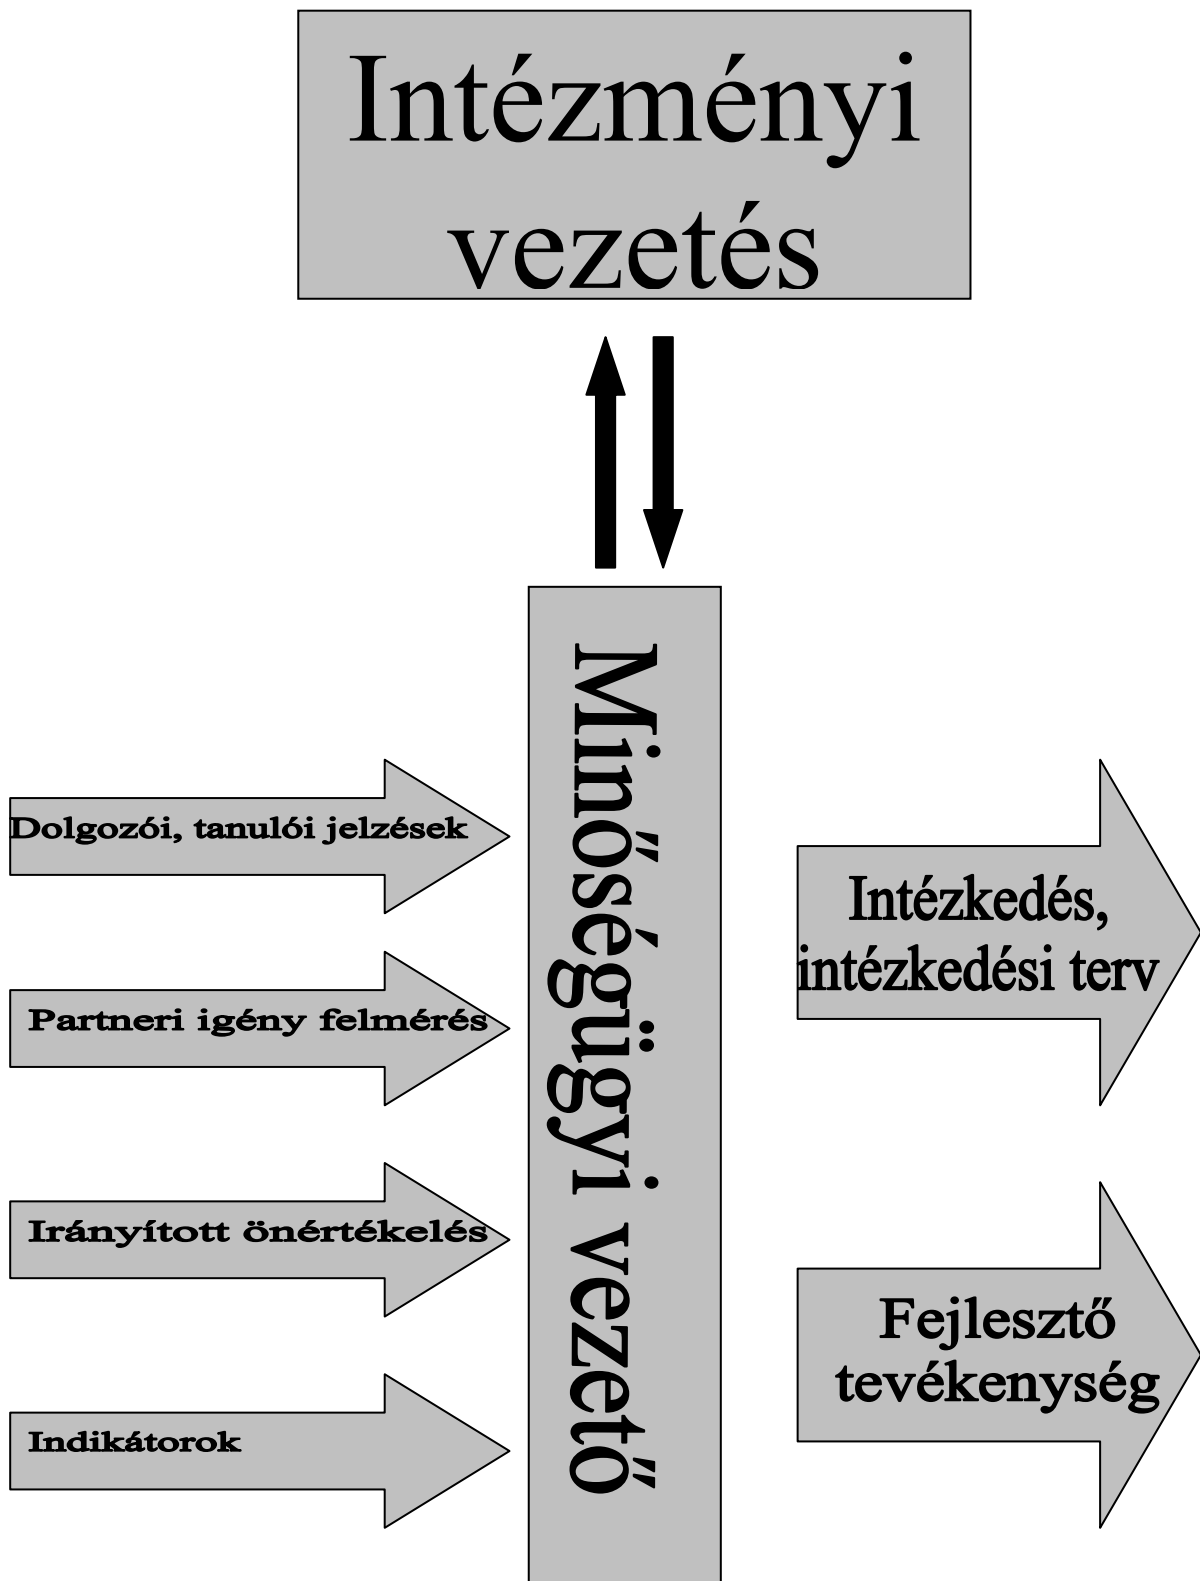 Intézményi
vezetés
Minőségügyi vezető
Dolgozói, tanulói jelzések
Partneri igény felmérés
Irányított önértékelés
Indikátorok
Intézkedés,
intézkedési terv
Fejlesztő
tevékenység